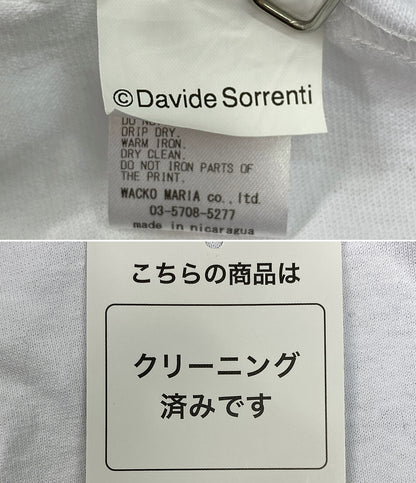 ©Davide Sorrenti
DO NO
DRIP DRY.
WARM IRON.
DRY CLEAN.
DO NOT IRON PARTS OF
THE PRINT.
WACKO MARIA co., ltd.
03-5708-5277
made in nicaragua
こちらの商品は
クリーニング
済みです